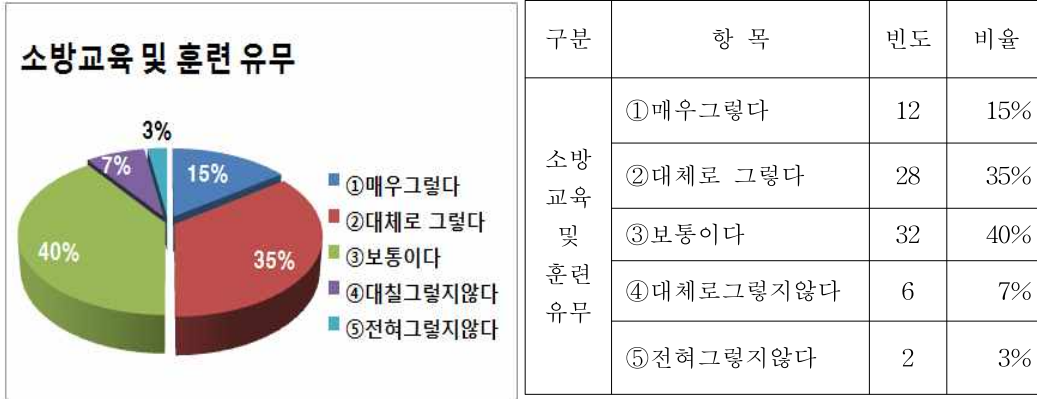 소방교육 및 훈련 유무
3%
7%
15%
40%
35%
①매우그렇다
②대체로 그렇다
③보통이다
④대칠그렇지않다
⑤전혀그렇지않다
구분 항 목 빈도 비율
소방
교육
및
훈련
유무
①매우그렇다 12 15%
②대체로 그렇다 28 35%
③보통이다 32 40%
④대체로그렇지않다 6 7%
⑤전혀그렇지않다 2 3%